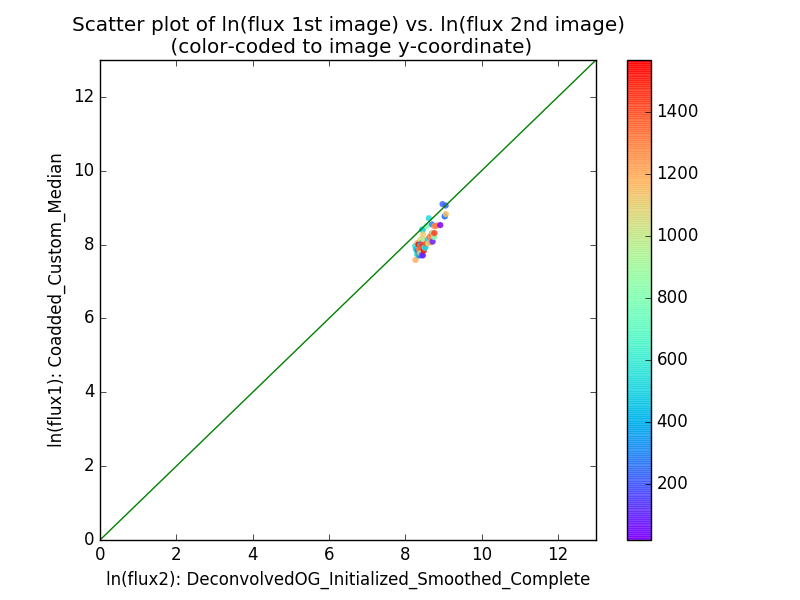 Scatter plot of ln(flux 1st image) vs. ln(flux 2nd image)
(color-coded to image y-coordinate)
ln(flux1): Coadded_Custom_Median
12
10
8
6
4
2
0
0 2 4 6 8 10 12
ln(flux2): DeconvolvedOG_Initialized_Smoothed_Complete
1400
1200
1000
800
600
400
200